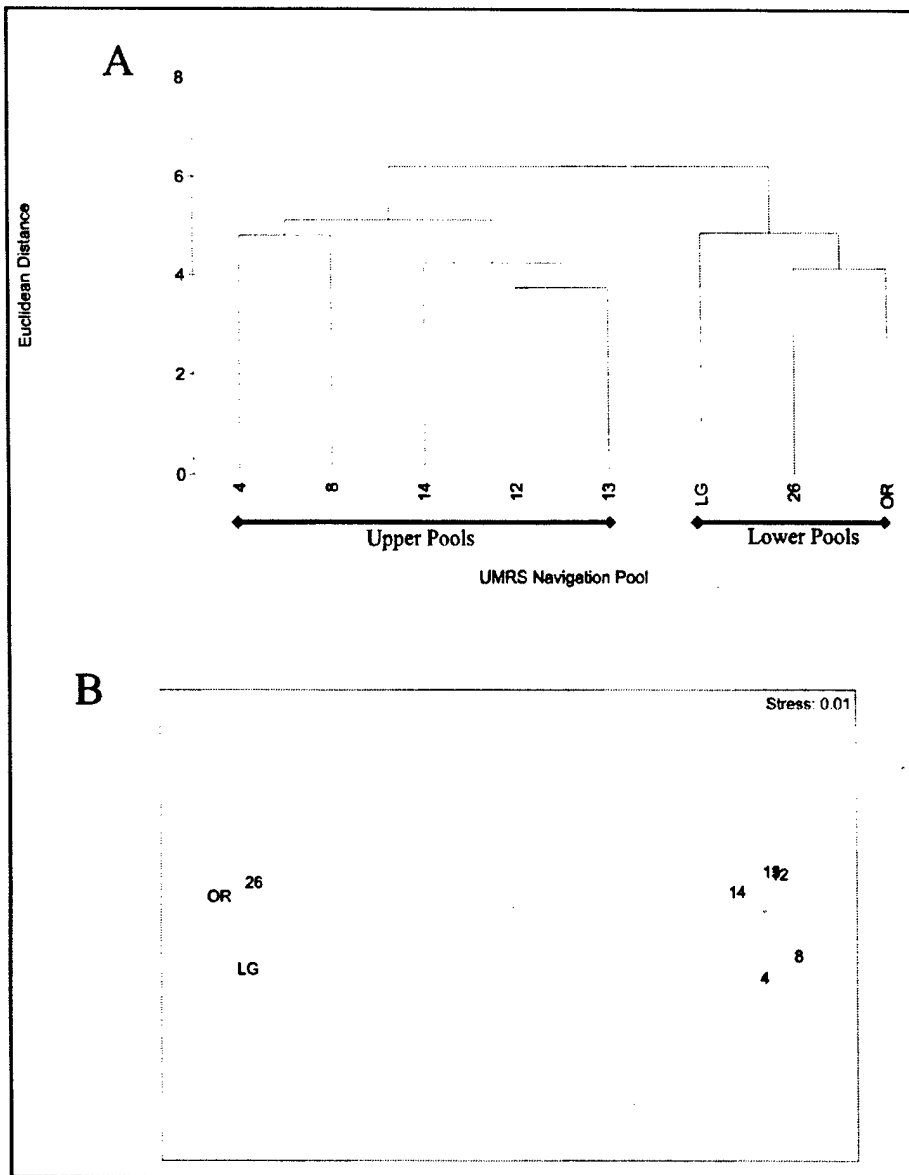 A
8
6
4
2
0
Euclidean Distance
4
8
14
12
13
LG
26
OR
Upper Pools
Lower Pools
UMRS Navigation Pool
B
Stress: 0.01
OR
26
LG
14
8
4